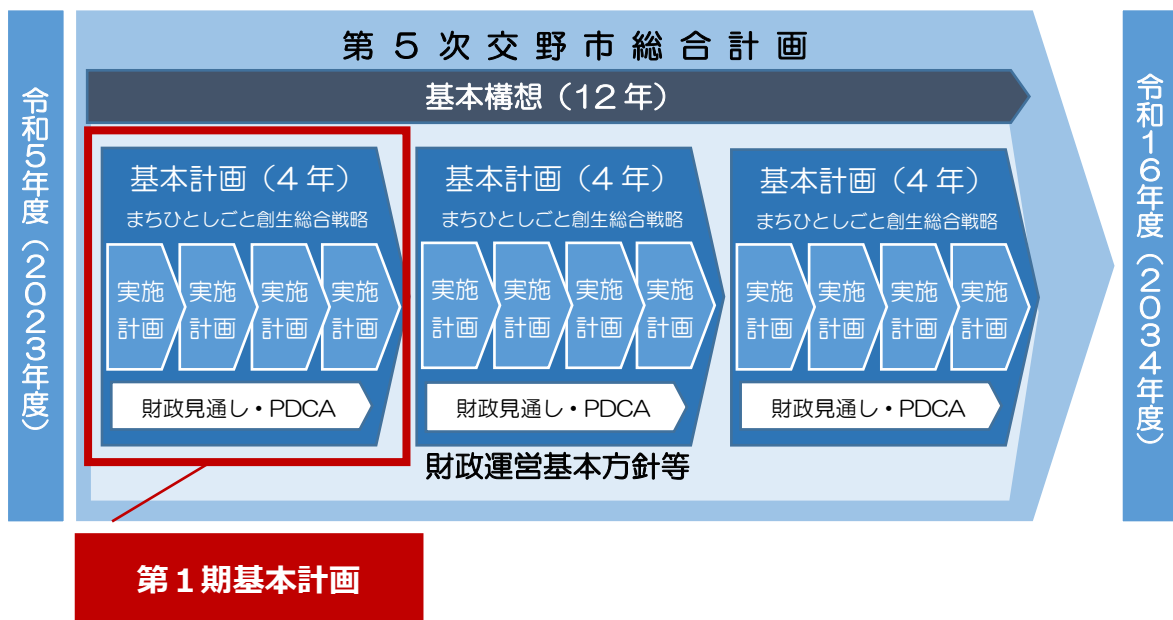 令和５年度（２０２３年度）
第５次交野市総合計画
基本構想（12年）
基本計画（4年）
まちひとしごと創生総合戦略
実施
計画
実施
計画
実施
計画
実施
計画
財政見通し・PDCA
基本計画（4年）
まちひとしごと創生総合戦略
実施
計画
実施
計画
実施
計画
実施
計画
財政見通し・PDCA
基本計画（4年）
まちひとしごと創生総合戦略
実施
計画
実施
計画
実施
計画
実施
計画
財政見通し・PDCA
財政運営基本方針等
令和１６年度（２０３４年度）
第１期基本計画